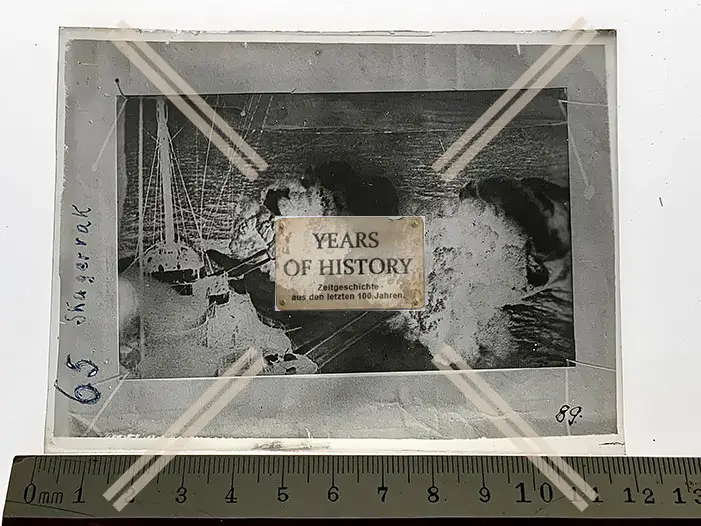 65 Skagerrak
YEARS
OF HISTORY
Zeitgeschichte
aus den letzten 100 Jahren.
89.
0mm 1 2 3 4 5 6 7 8 9 10 11 12 13